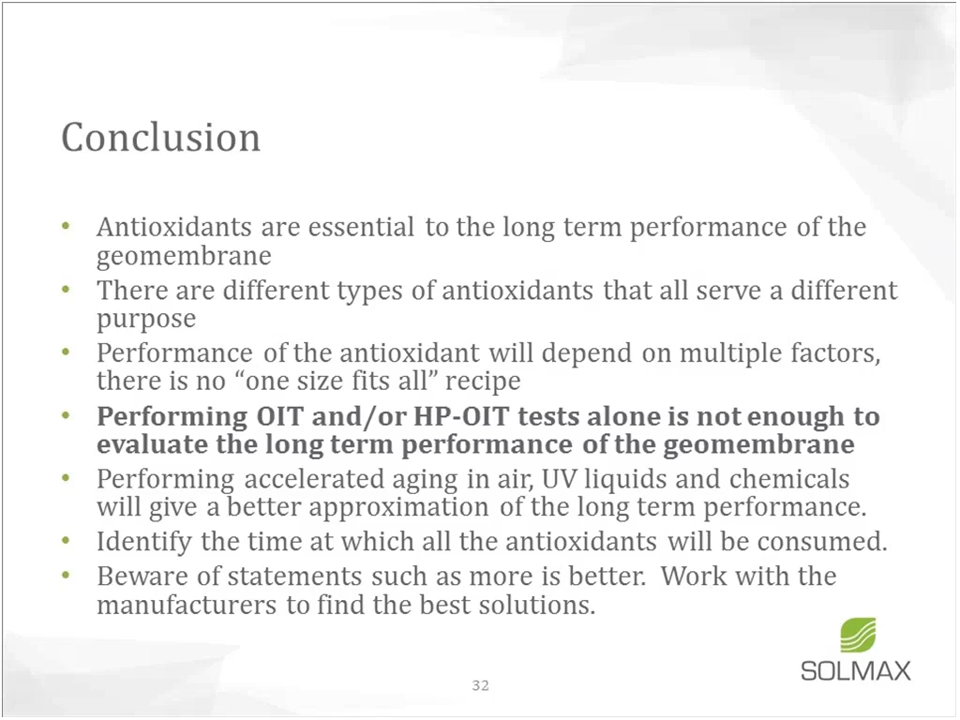 Conclusion
• Antioxidants are essential to the long term performance of the
geomembrane
• There are different types of antioxidants that all serve a different
purpose
• Performance of the antioxidant will depend on multiple factors,
there is no “one size fits all” recipe
• Performing OIT and/or HP-OIT tests alone is not enough to
evaluate the long term performance of the geomembrane
• Performing accelerated aging in air, UV liquids and chemicals
will give a better approximation of the long term performance.
• Identify the time at which all the antioxidants will be consumed.
• Beware of statements such as more is better.  Work with the
manufacturers to find the best solutions.
SOLMAX
32